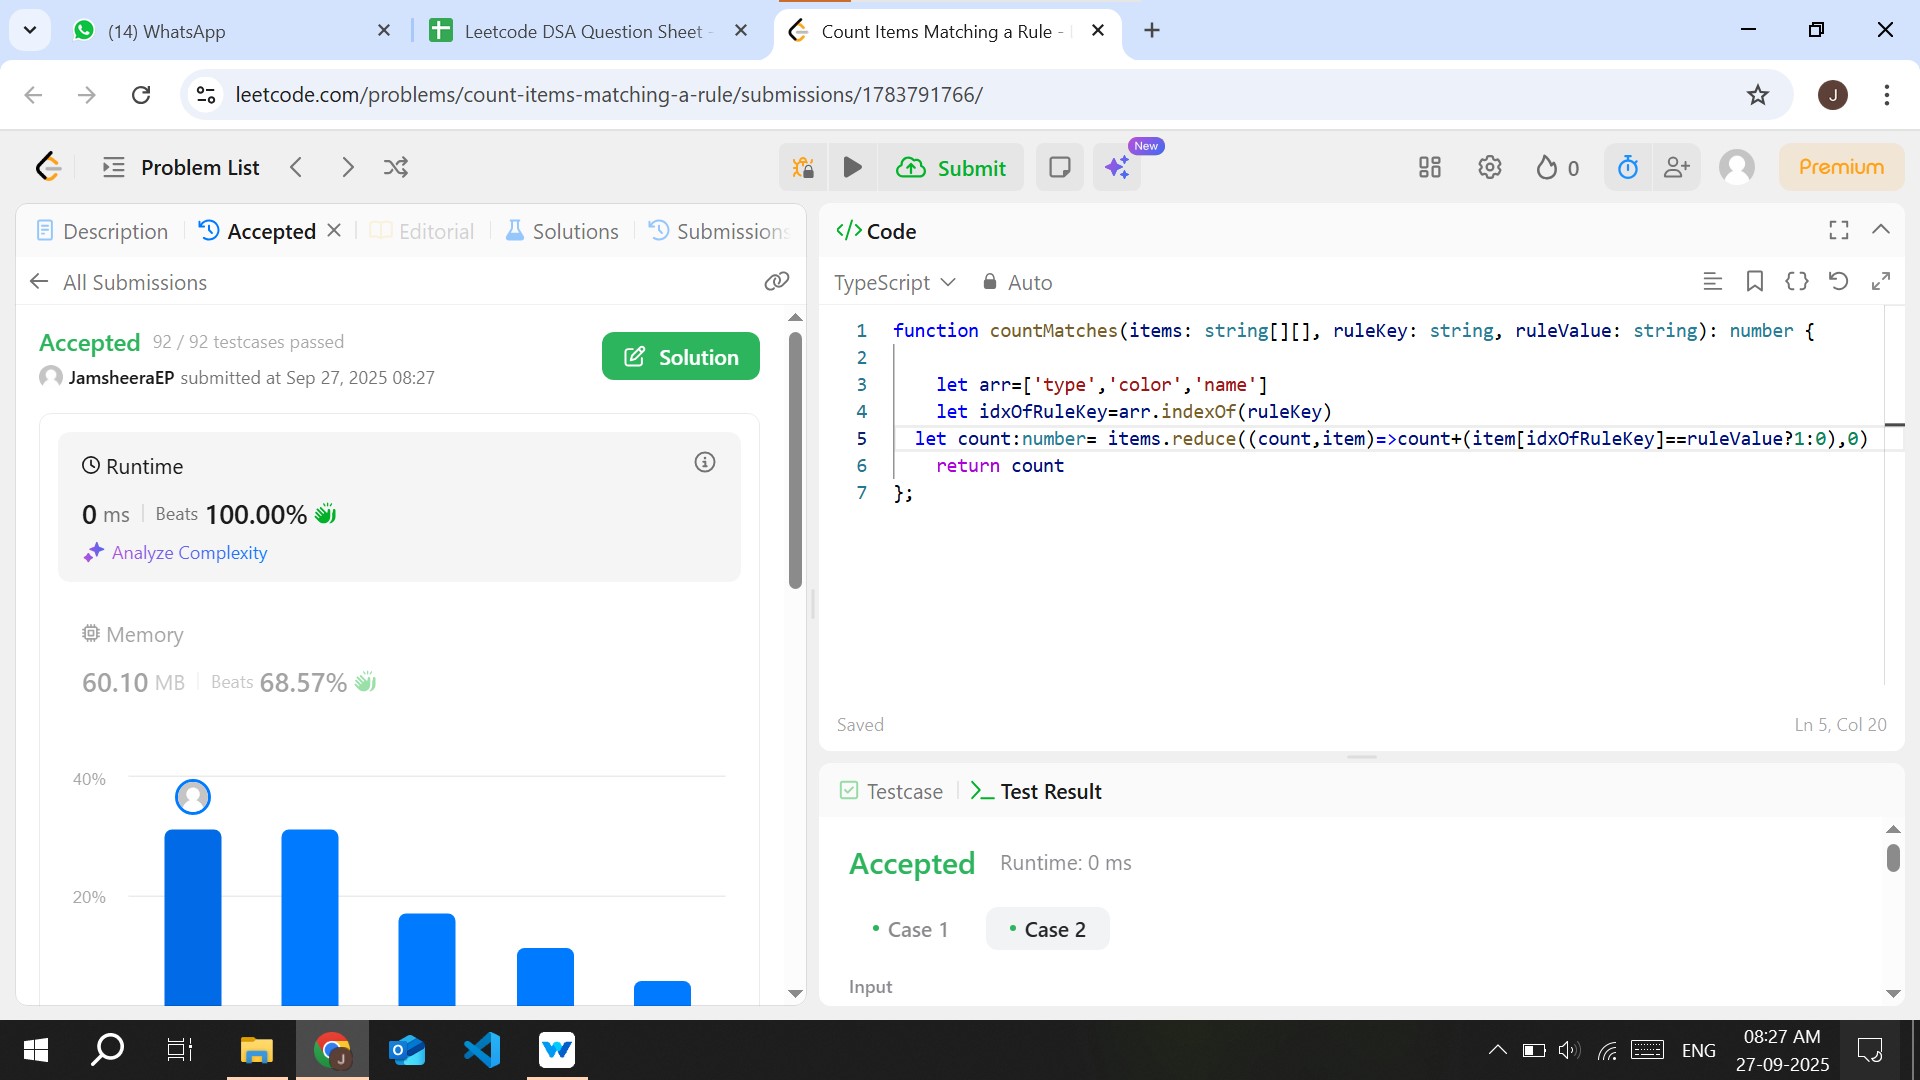 (14) WhatsApp
Leetcode DSA Question Sheet -
Count Items Matching a Rule -
leetcode.com/problems/count-items-matching-a-rule/submissions/1783791766/
J
Problem List
Submit
New
0
Premium
Description
Accepted
Editorial
Solutions
Submissions
All Submissions
Accepted 92 / 92 testcases passed
JamsheeraEP submitted at Sep 27, 2025 08:27
Solution
Runtime
0 ms Beats 100.00%
Analyze Complexity
Memory
60.10 MB Beats 68.57%
40%
20%
</> Code
TypeScript Auto
1 function countMatches(items: string[][], ruleKey: string, ruleValue: string): number {
2
3 let arr=['type','color','name']
4 let idxOfRuleKey=arr.indexOf(ruleKey)
5 let count:number= items.reduce((count,item)=>count+(item[idxOfRuleKey]==ruleValue?1:0),0)
6 return count
7 };
Saved
Ln 5, Col 20
Testcase
Test Result
Accepted Runtime: 0 ms
Case 1
Case 2
Input
ENG
08:27 AM
27-09-2025